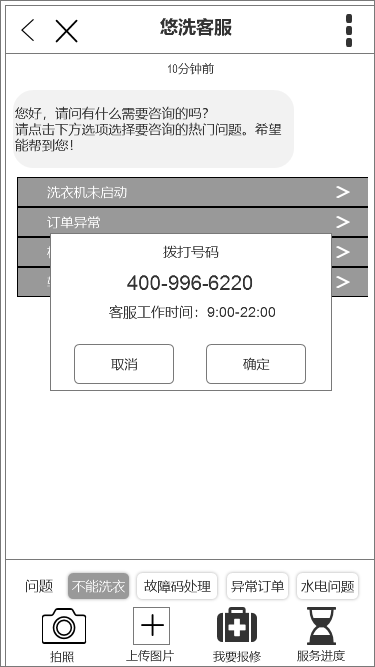 悠洗客服
10分钟前
您好，请问有什么需要咨询的吗？
请点击下方选项选择要咨询的热门问题。希望
能帮到您！
洗衣机未启动
订单异常
拨打号码
400-996-6220
客服工作时间：9:00-22:00
取消 确定
问题 不能洗衣 故障码处理 异常订单 水电问题
拍照 上传图片 我要报修 服务进度